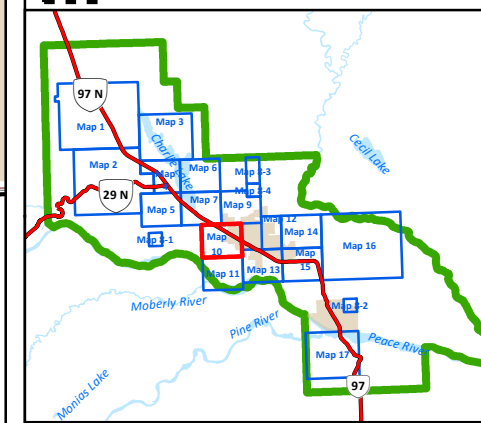 97 N
Map 1
Map 3
Charlie Lake
Cecil Lake
Map 2
Map 6
Map 8-3
Map
29 N
Map 8-4
Map 5
Map 7
Map 9
Map 12
Map 14
Map 8-1
Map
10
Map 16
Map
15
Map 11
Map 13
Moberly River
Map 8-2
Pine River
Peace River
Map 17
Monias Lake
97